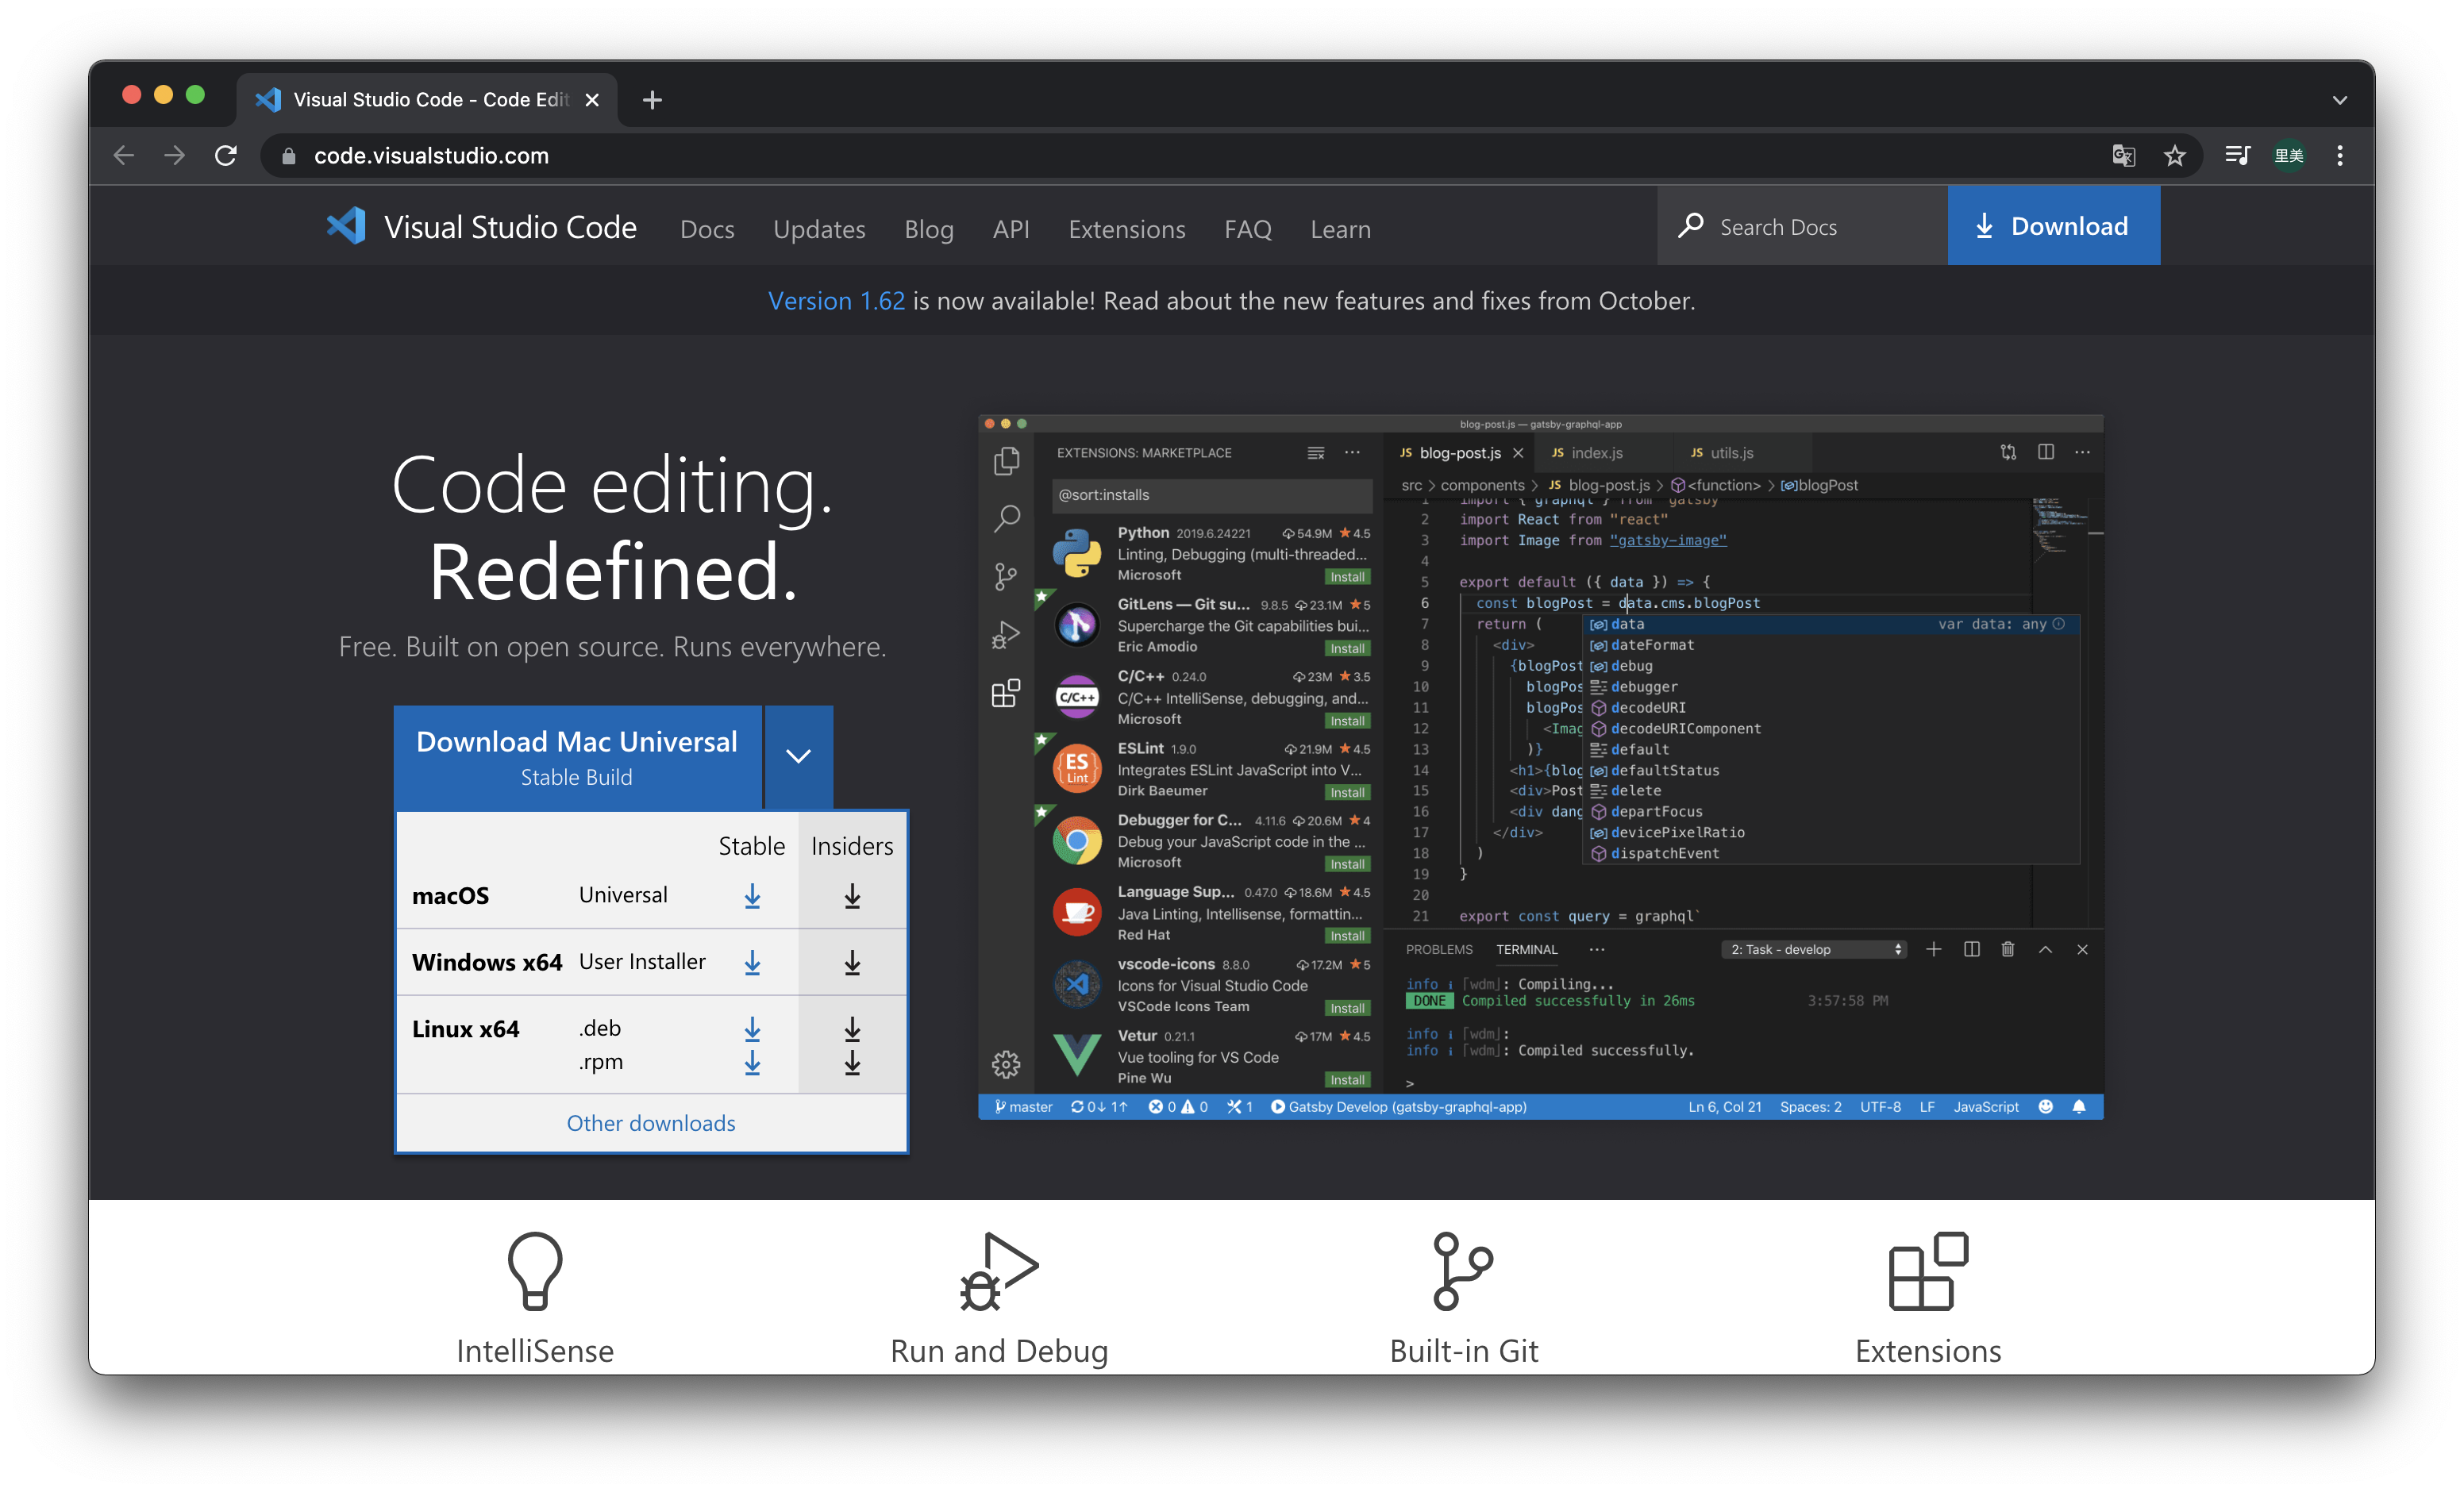 Visual Studio Code - Code Edit
code.visualstudio.com
里美
Visual Studio Code
Docs
Updates
Blog
API
Extensions
FAQ
Learn
Search Docs
Download
Version 1.62 is now available! Read about the new features and fixes from October.
Code editing.
Redefined.
Free. Built on open source. Runs everywhere.
Download Mac Universal
Stable Build
Stable Insiders
macOS Universal
Windows x64 User Installer
Linux x64 .deb
.rpm
Other downloads
blog-post.js — gatsby-graphql-app
EXTENSIONS: MARKETPLACE
@sort:installs
Python 2019.6.24221 54.9M ★4.5
Linting, Debugging (multi-threaded...
Microsoft Install
GitLens — Git su... 9.8.5 23.1M ★5
Supercharge the Git capabilities bui...
Eric Amodio Install
C/C++
C/C++ 0.24.0 23M ★3.5
C/C++ IntelliSense, debugging, and...
Microsoft Install
ES
Lint
ESLint 1.9.0 21.9M ★4.5
Integrates ESLint JavaScript into V...
Dirk Baeumer Install
Debugger for C... 4.11.6 20.6M ★4
Debug your JavaScript code in the ...
Microsoft Install
Language Sup... 0.47.0 18.6M ★4.5
Java Linting, Intellisense, formattin...
Red Hat Install
vscode-icons 8.8.0 17.2M ★5
Icons for Visual Studio Code
VSCode Icons Team Install
Vetur 0.21.1 17M ★4.5
Vue tooling for VS Code
Pine Wu Install
JS blog-post.js
JS index.js
JS utils.js
src > components > JS blog-post.js > <function> > blogPost
1 import { graphql } from "gatsby"
2 import React from "react"
3 import Image from "gatsby-image"
4
5 export default ({ data }) => {
6 const blogPost = data.cms.blogPost
7 return (
8 <div>
9 {blogPost
10 blogPos
11 blogPos
12 <Imag
13 )}
14 <h1>{blog
15 <div>Post
16 <div dang
17 </div>
18 )
19 }
20
21 export const query = graphql`
data var data: any
dateFormat
debug
debugger
decodeURI
decodeURIComponent
default
defaultStatus
delete
departFocus
devicePixelRatio
dispatchEvent
PROBLEMS TERMINAL ··· 2: Task - develop
info i ｢wdm｣: Compiling...
DONE Compiled successfully in 26ms 3:57:58 PM
info i ｢wdm｣:
info i ｢wdm｣: Compiled successfully.
>
master 0↓ 1↑ 0 0 1 Gatsby Develop (gatsby-graphql-app) Ln 6, Col 21 Spaces: 2 UTF-8 LF JavaScript
IntelliSense
Run and Debug
Built-in Git
Extensions